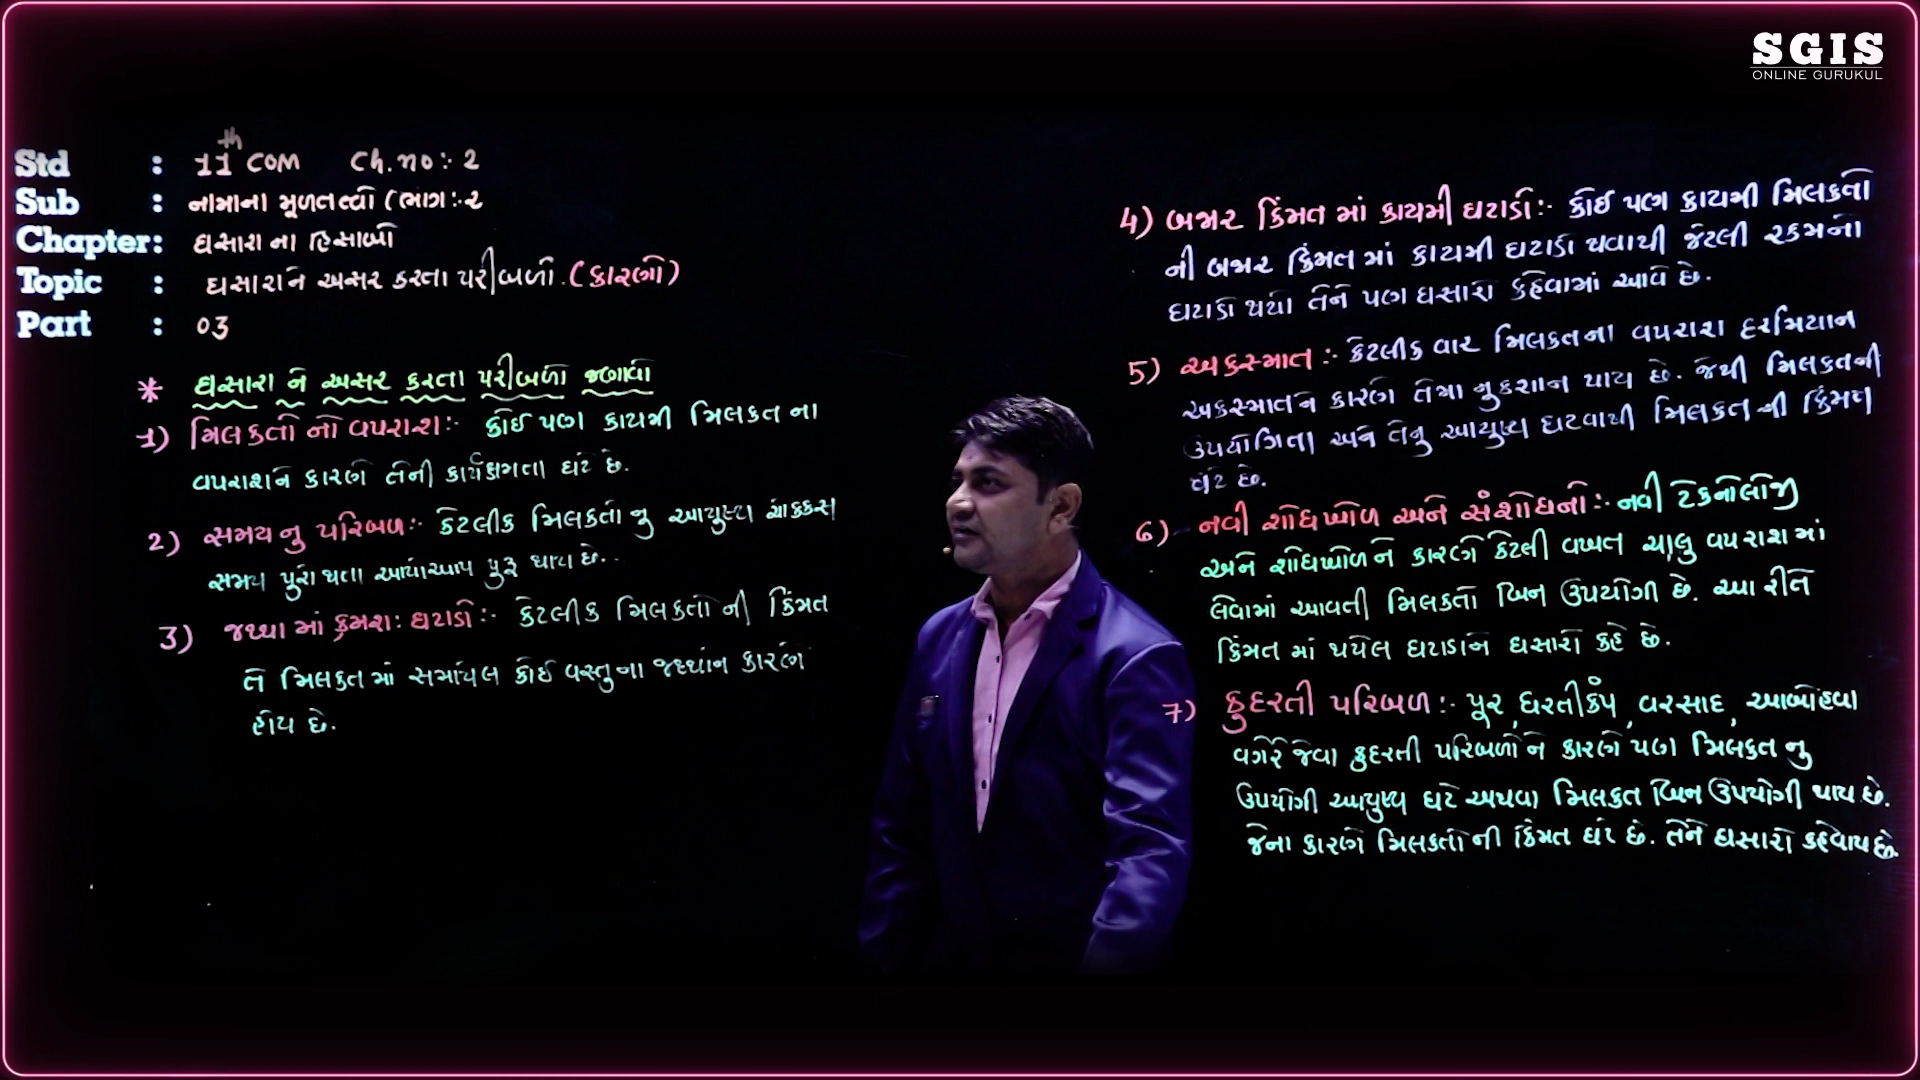 SGIS
ONLINE GURUKUL
Std : 11th com Ch.no:- 2
Sub : નામાના મૂળતત્વો (ભાગ:-૨
Chapter: ઘસારા ના હિસાબો
Topic : ઘસારાને અસર કરતા પરીબળો. (કારણો)
Part : 03
* ઘસારા ને અસર કરતા પરીબળો જણાવો
1) મિલકતો નો વપરાશ:- કોઈ પણ કાયમી મિલકત ના
વપરાશને કારણે તેની કાર્યક્ષમતા ઘટે છે.
2) સમય નુ પરિબળ:- કેટલીક મિલકતો નુ આયુષ્ય ચોક્કસ
સમય પુરો થતા આપોઆપ પુરૂ થાય છે..
3) જથ્થા માં ક્રમશ: ઘટાડો:- કેટલીક મિલકતો ની કિંમત
તે મિલકત માં સમાયેલ કોઈ વસ્તુ ના જથ્થાને કારણે
હોય છે.
4) બજાર કિંમત માં કાયમી ઘટાડો:- કોઈ પણ કાયમી મિલકતો
ની બજાર કિંમત માં કાયમી ઘટાડો થવાથી જેટલી રકમનો
ઘટાડો થયો તેને પણ ઘસારો કહેવામાં આવે છે.
5) અકસ્માત:- કેટલીક વાર મિલકતના વપરાશ દરમિયાન
અકસ્માતને કારણે તેમા નુકશાન થાય છે. જેથી મિલકતની
ઉપયોગિતા અને તેનુ આયુષ્ય ઘટવાથી મિલકત ની કિંમત
ઘટે છે.
6) નવી શોધખોળ અને સંશોધનો:- નવી ટેકનોલોજી
અને શોધખોળ ને કારણે કેટલી વખત ચાલુ વપરાશ માં
લેવામાં આવતી મિલકતો બિન ઉપયોગી છે. આ રીતે
કિંમત માં થયેલ ઘટાડાને ઘસારો કહે છે.
7) કુદરતી પરિબળ:- પૂર, ધરતીકંપ, વરસાદ, આબોહવા
વગેરે જેવા કુદરતી પરિબળો ને કારણે પણ મિલકત નુ
ઉપયોગી આયુષ્ય ઘટે અથવા મિલકત બિન ઉપયોગી થાય છે.
જેના કારણે મિલકતો ની કિંમત ઘટે છે. તેને ઘસારો કહેવાય છે.